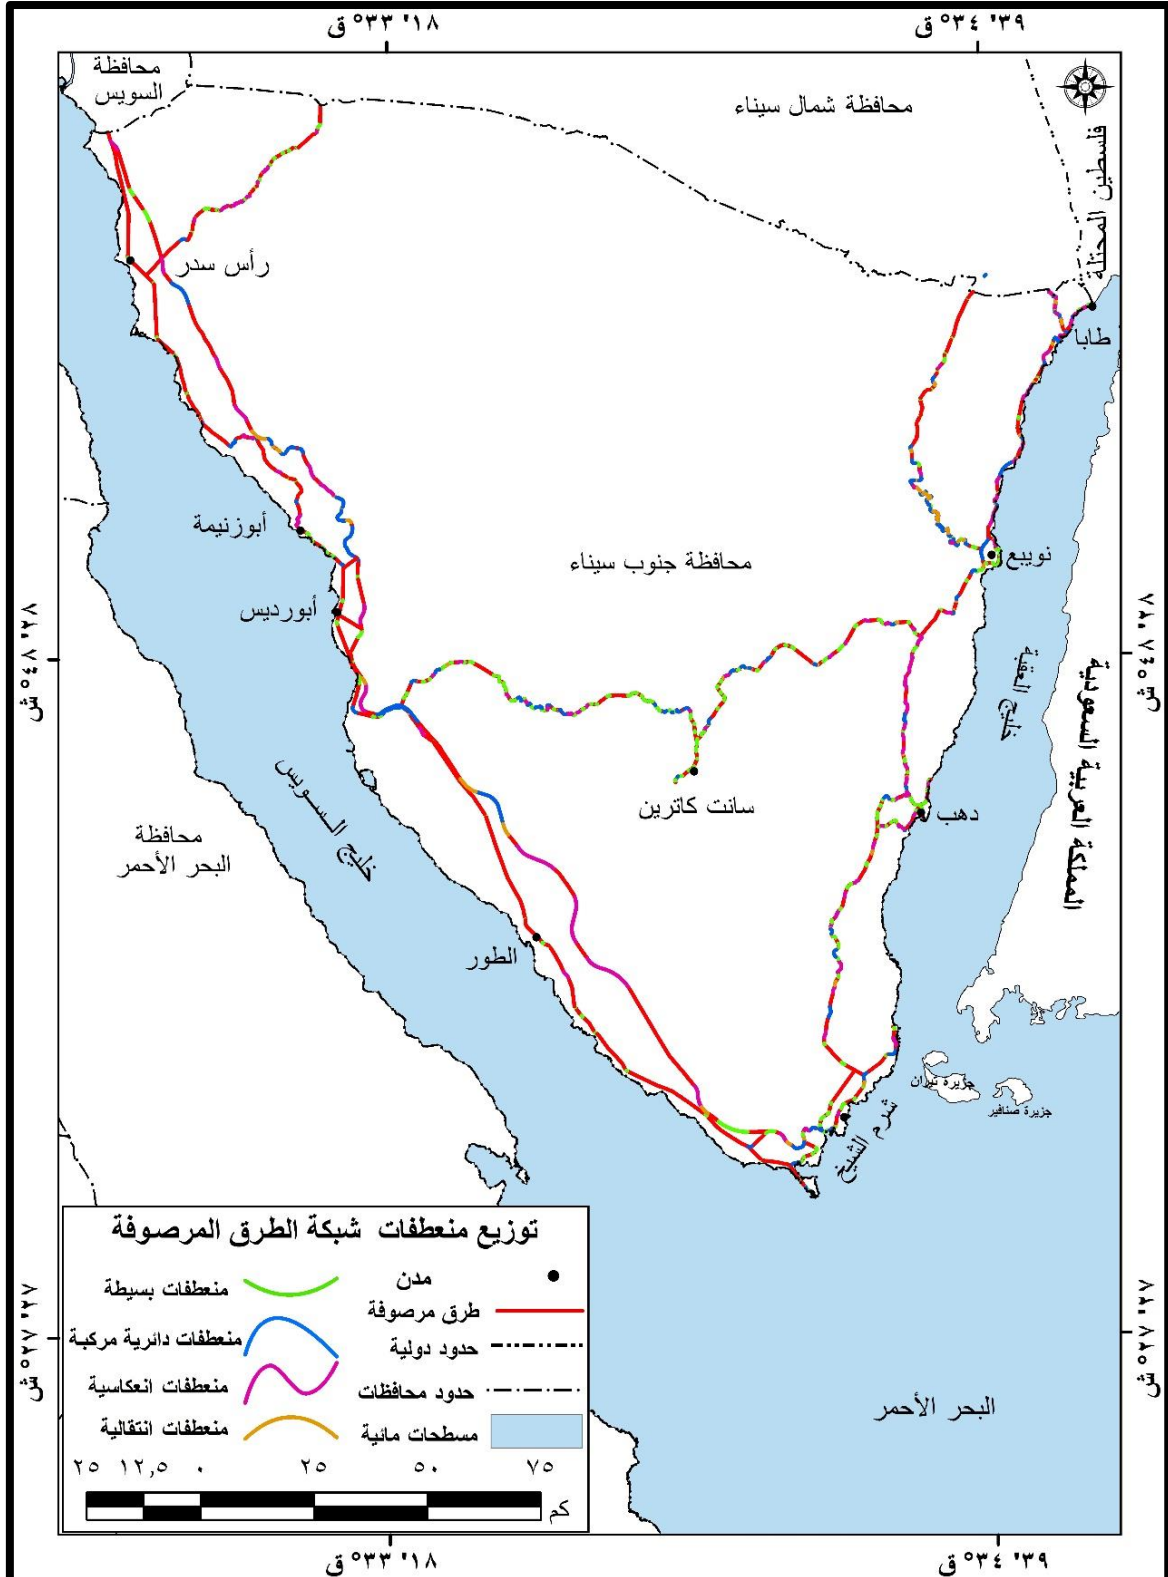 ٣٣° ١٨' ق
٣٤° ٣٩' ق
محافظة
السويس
محافظة شمال سيناء
فلسطين المحتلة
رأس سدر
طابا
أبوزنيمة
نويبع
محافظة جنوب سيناء
أبورديس
خليج العقبة
المملكة العربية السعودية
٢٨° ٤٥' ش
سانت كاترين
دهب
خليج السويس
محافظة
البحر الأحمر
الطور
جزيرة تيران
جزيرة صنافير
شرم الشيخ
توزيع منعطفات شبكة الطرق المرصوفة
مدن
منعطفات بسيطة
طرق مرصوفة
منعطفات دائرية مركبة
حدود دولية
منعطفات انعكاسية
حدود محافظات
منعطفات انتقالية
مسطحات مائية
٢٥ ١٢,٥ ٠ ٢٥ ٥٠ ٧٥
كم
البحر الأحمر
٣٣° ١٨' ق
٣٤° ٣٩' ق